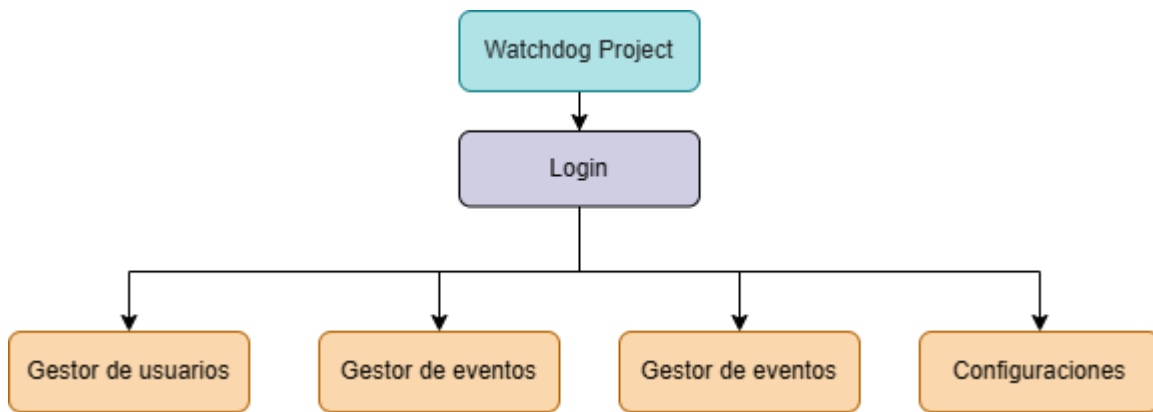 Watchdog Project
Login
Gestor de usuarios
Gestor de eventos
Gestor de eventos
Configuraciones